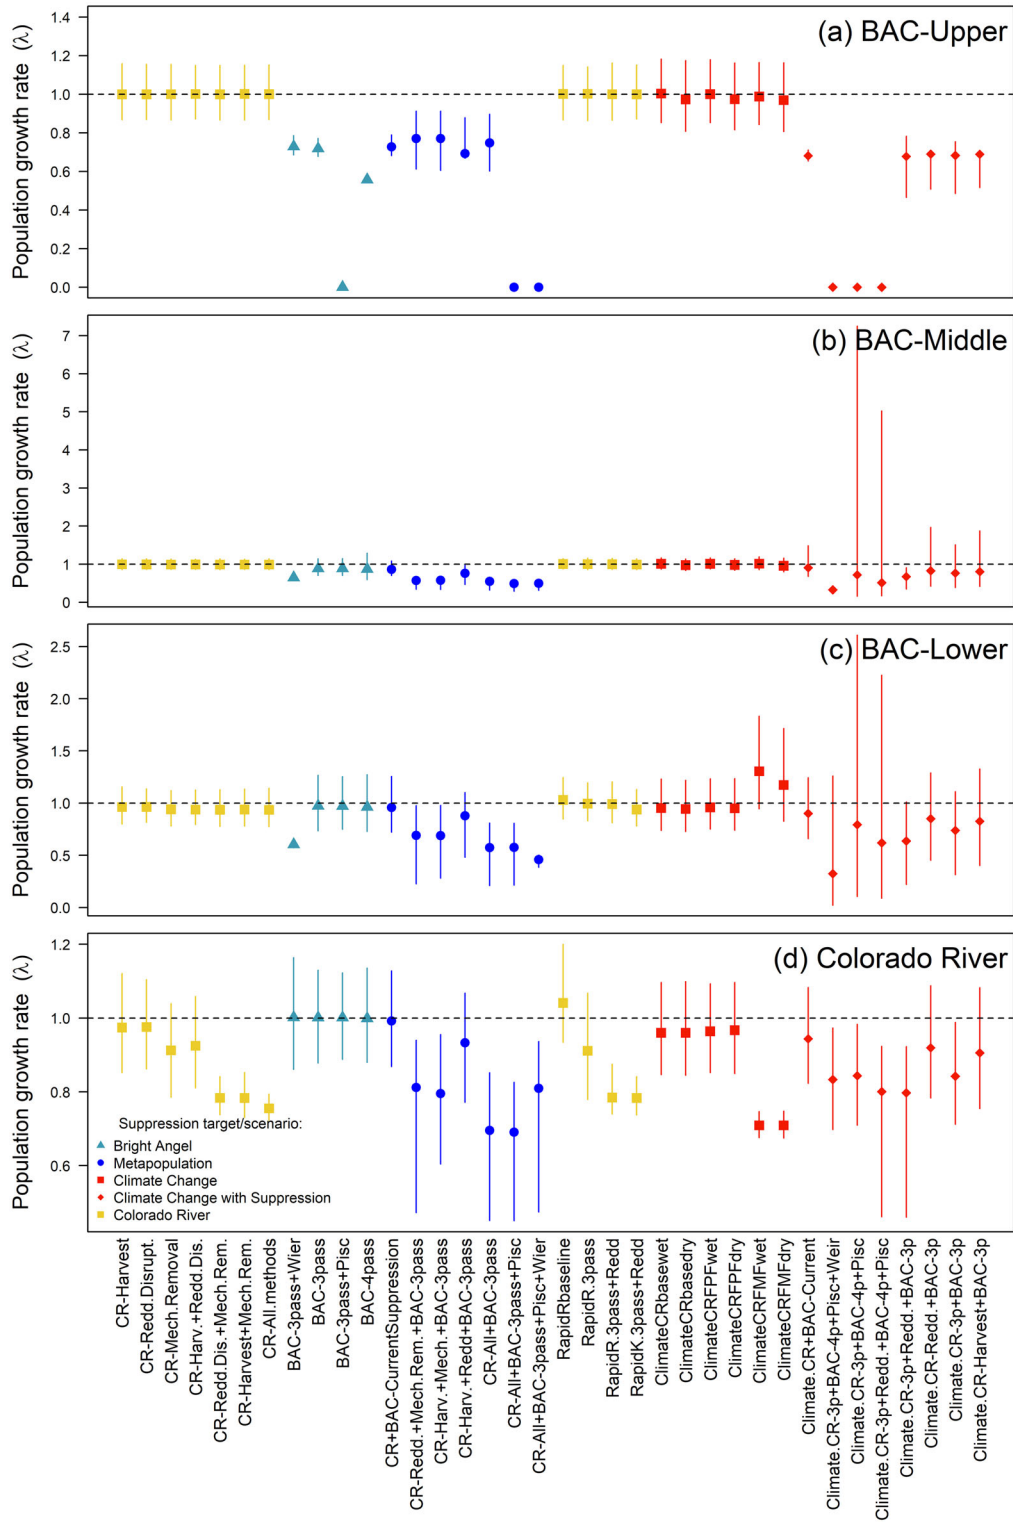 (a) BAC-Upper
Population growth rate (λ)
1.4
1.2
1.0
0.8
0.6
0.4
0.2
0.0
(b) BAC-Middle
Population growth rate (λ)
7
6
5
4
3
2
1
0
(c) BAC-Lower
Population growth rate (λ)
2.5
2.0
1.5
1.0
0.5
0.0
(d) Colorado River
Population growth rate (λ)
1.2
1.0
0.8
0.6
Suppression target/scenario:
Bright Angel
Metapopulation
Climate Change
Climate Change with Suppression
Colorado River
CR-Harvest
CR-Redd.Disrupt.
CR-Mech.Removal
CR-Harv.+Redd.Dis.
CR-Redd.Dis.+Mech.Rem.
CR-Harvest+Mech.Rem.
CR-All.methods
BAC-3pass+Wier
BAC-3pass
BAC-3pass+Pisc
BAC-4pass
CR+BAC-CurrentSuppression
CR-Redd.+Mech.Rem.+BAC-3pass
CR-Harv.+Mech.+BAC-3pass
CR-Harv.+Redd+BAC-3pass
CR-All+BAC-3pass
CR-All+BAC-3pass+Pisc
CR-All+BAC-3pass+Pisc+Wier
RapidRbaseline
RapidR.3pass
RapidR.3pass+Redd
RapidK.3pass+Redd
ClimateCRbasewet
ClimateCRbasedry
ClimateCRFPFwet
ClimateCRFPFdry
ClimateCRFMFwet
ClimateCRFMFdry
Climate.CR+BAC-Current
Climate.CR-3p+BAC-4p+Pisc+Weir
Climate.CR-3p+BAC-4p+Pisc
Climate.CR-3p+Redd.+BAC-4p+Pisc
Climate.CR-3p+Redd.+BAC-3p
Climate.CR-Redd.+BAC-3p
Climate.CR-3p+BAC-3p
Climate.CR-Harvest+BAC-3p